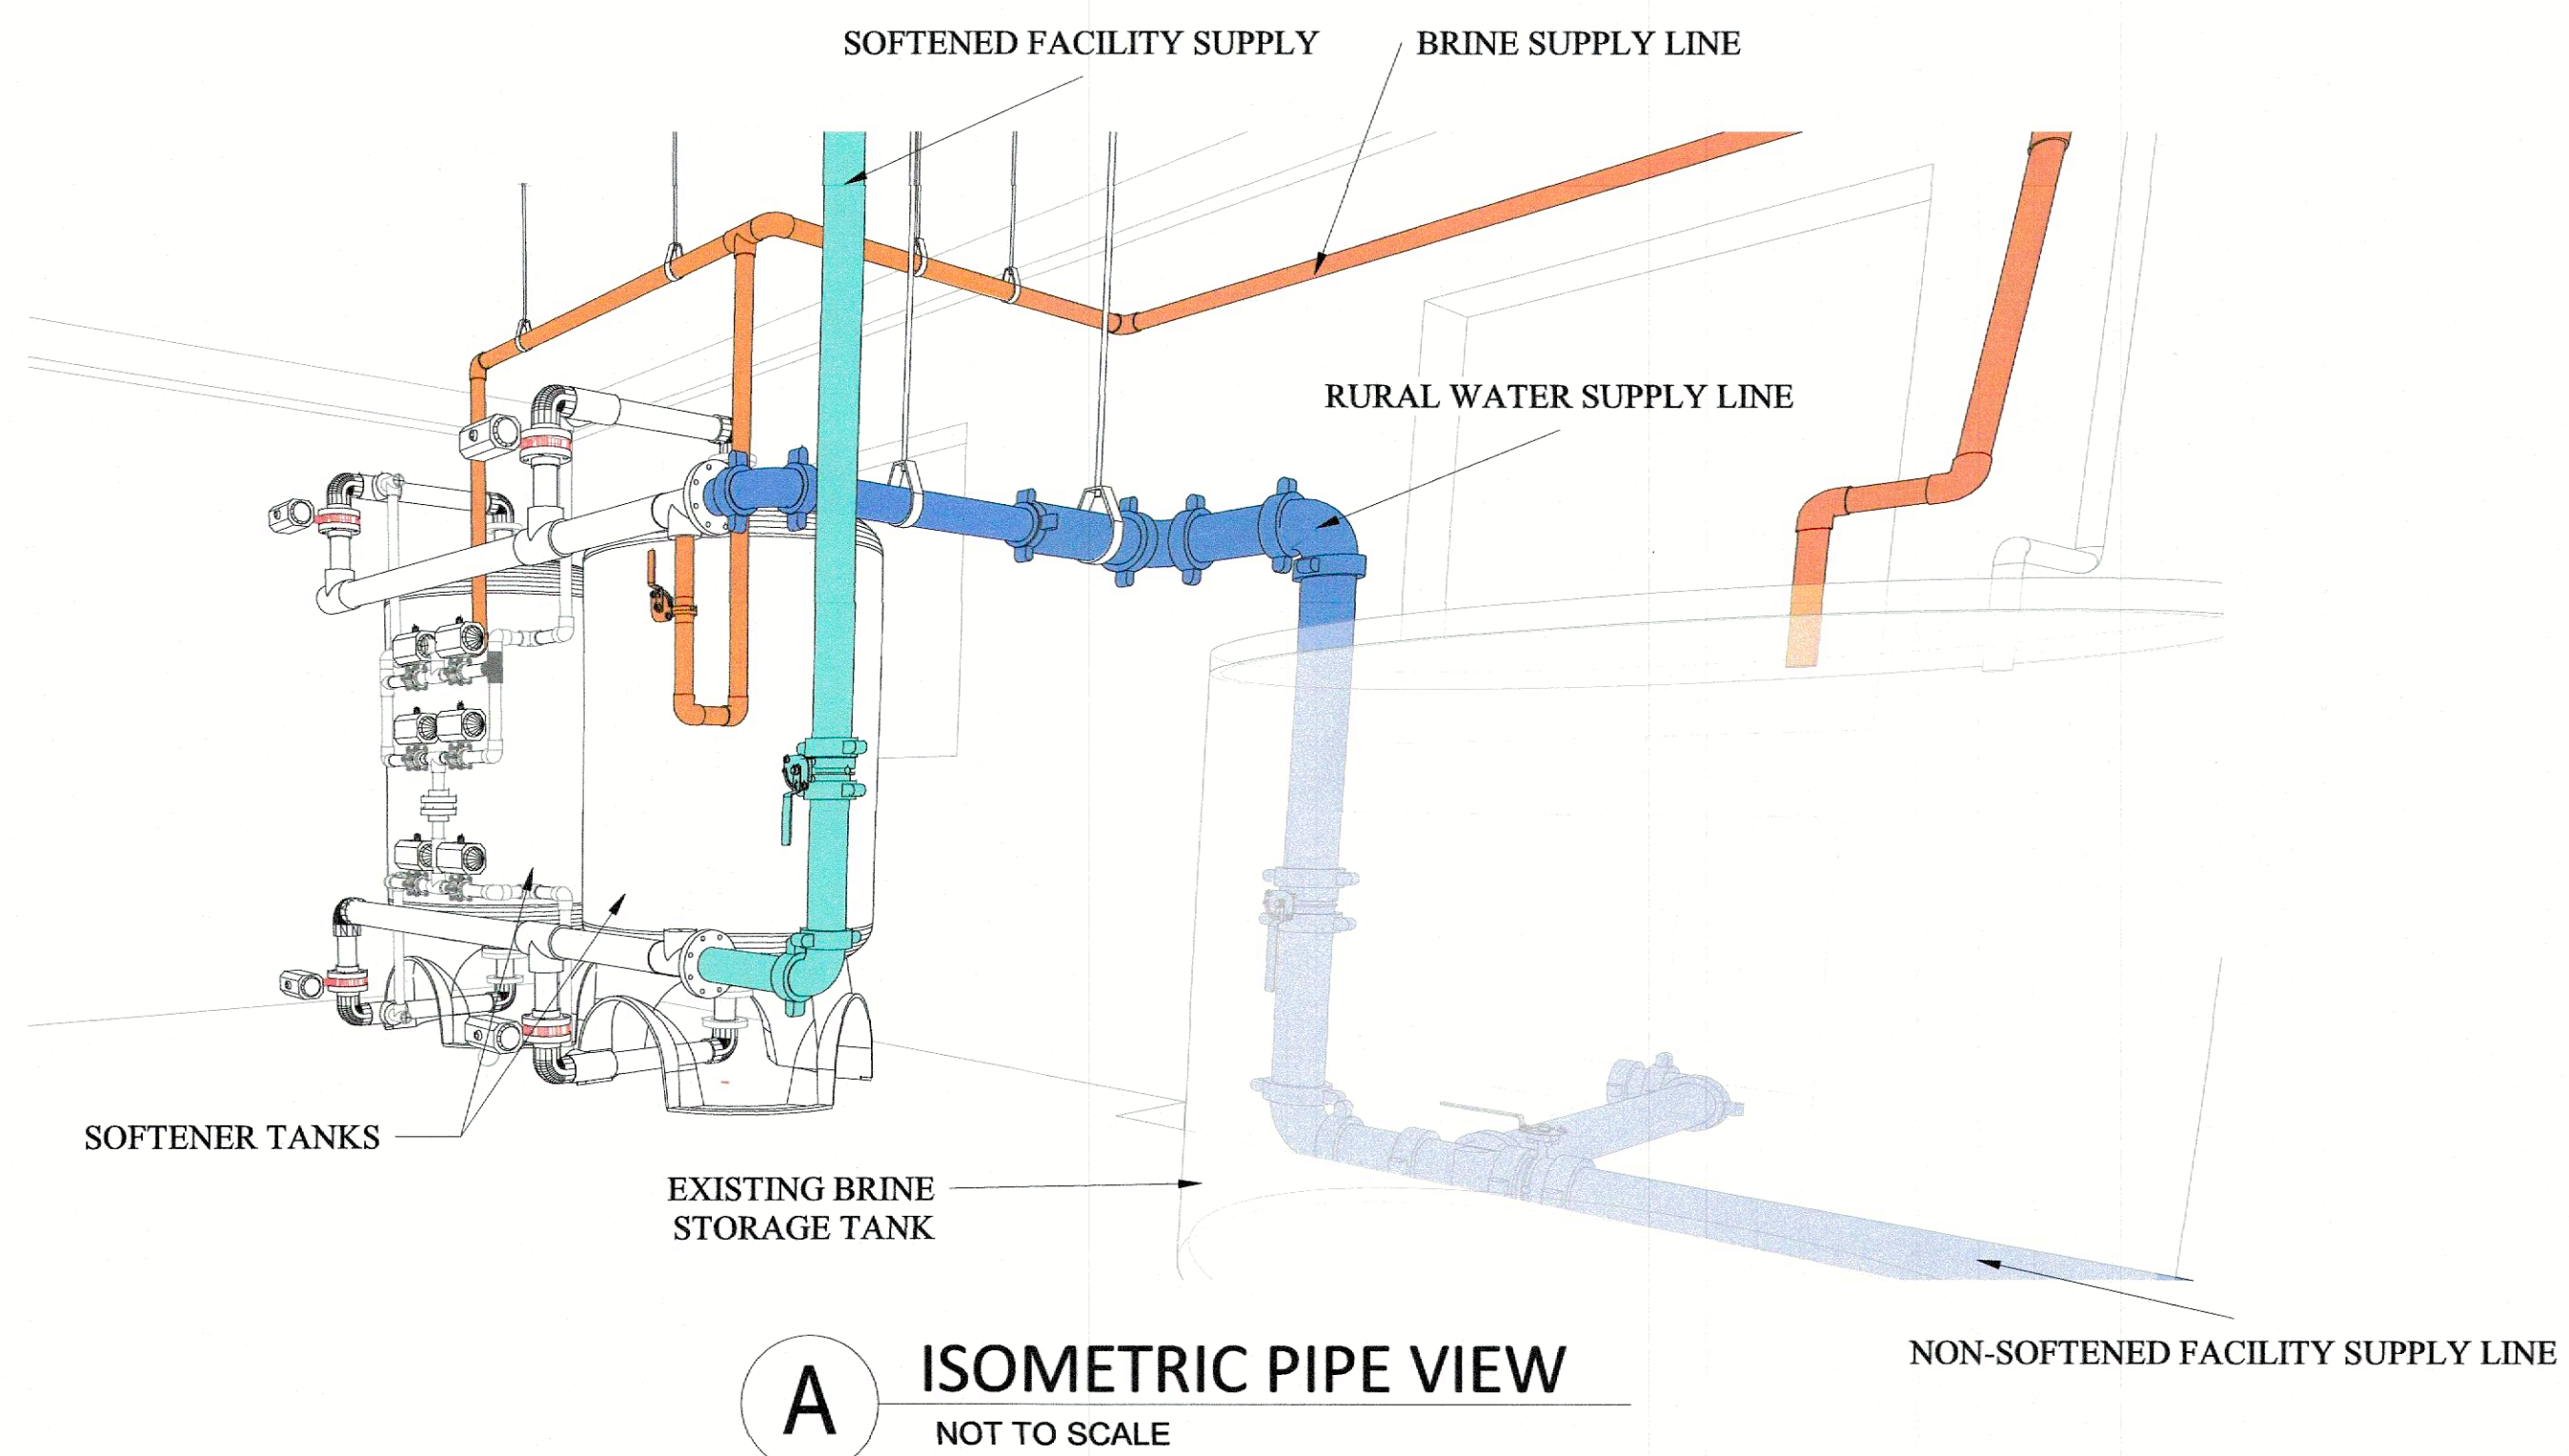 SOFTENED FACILITY SUPPLY
BRINE SUPPLY LINE
RURAL WATER SUPPLY LINE
SOFTENER TANKS
EXISTING BRINE
STORAGE TANK
NON-SOFTENED FACILITY SUPPLY LINE
A
ISOMETRIC PIPE VIEW
NOT TO SCALE